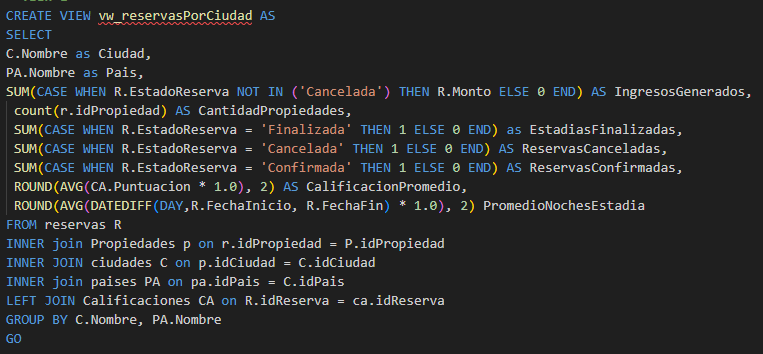 CREATE VIEW vw_reservasPorCiudad AS
SELECT
C.Nombre as Ciudad,
PA.Nombre as Pais,
SUM(CASE WHEN R.EstadoReserva NOT IN ('Cancelada') THEN R.Monto ELSE 0 END) AS IngresosGenerados,
count(r.idPropiedad) AS CantidadPropiedades,
SUM(CASE WHEN R.EstadoReserva = 'Finalizada' THEN 1 ELSE 0 END) as EstadiasFinalizadas,
SUM(CASE WHEN R.EstadoReserva = 'Cancelada' THEN 1 ELSE 0 END) AS ReservasCanceladas,
SUM(CASE WHEN R.EstadoReserva = 'Confirmada' THEN 1 ELSE 0 END) AS ReservasConfirmadas,
ROUND(AVG(CA.Puntuacion * 1.0), 2) AS CalificacionPromedio,
ROUND(AVG(DATEDIFF(DAY,R.FechaInicio, R.FechaFin) * 1.0), 2) PromedioNochesEstadia
FROM reservas R
INNER join Propiedades p on r.idPropiedad = P.idPropiedad
INNER JOIN ciudades C on p.idCiudad = C.idCiudad
INNER join paises PA on pa.idPais = C.idPais
LEFT JOIN Calificaciones CA on R.idReserva = ca.idReserva
GROUP BY C.Nombre, PA.Nombre
GO